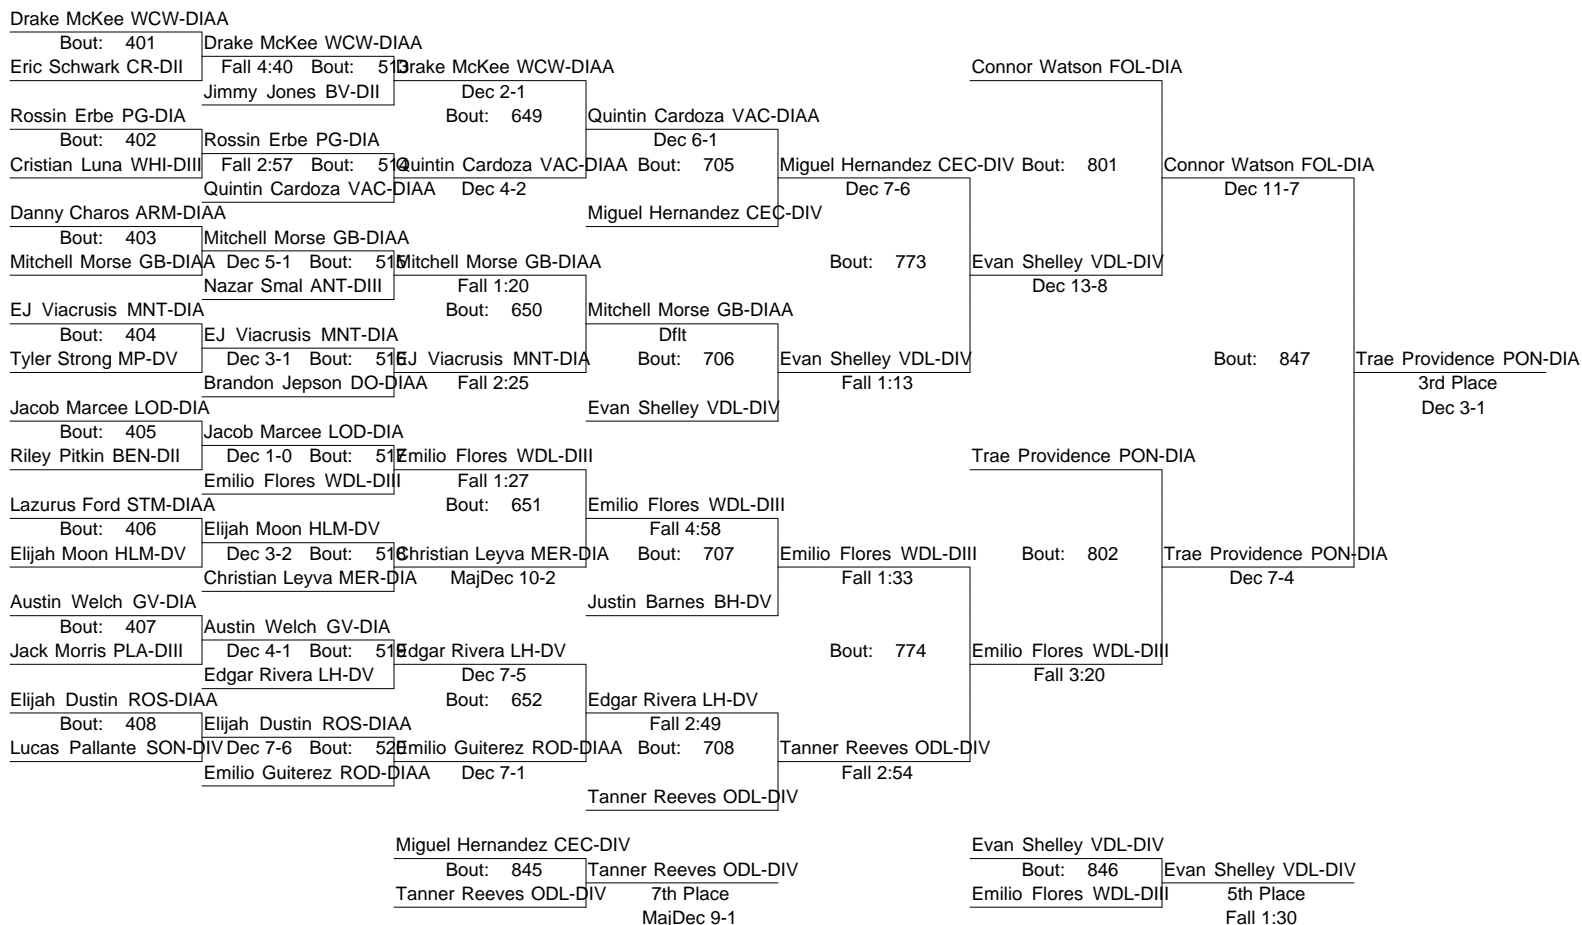 Drake McKee WCW-DIAA
Bout: 401 Drake McKee WCW-DIAA
Eric Schwark CR-DII Fall 4:40 Bout: 513 Drake McKee WCW-DIAA Connor Watson FOL-DIA
Jimmy Jones BV-DII Dec 2-1
Rossin Erbe PG-DIA Bout: 649 Quintin Cardoza VAC-DIAA
Bout: 402 Rossin Erbe PG-DIA Dec 6-1
Cristian Luna WHI-DIII Fall 2:57 Bout: 514 Quintin Cardoza VAC-DIAA Bout: 705 Miguel Hernandez CEC-DIV Bout: 801 Connor Watson FOL-DIA
Quintin Cardoza VAC-DIAA Dec 4-2 Dec 7-6 Dec 11-7
Danny Charos ARM-DIAA Miguel Hernandez CEC-DIV
Bout: 403 Mitchell Morse GB-DIAA
Mitchell Morse GB-DIAA Dec 5-1 Bout: 515 Mitchell Morse GB-DIAA Bout: 773 Evan Shelley VDL-DIV
Nazar Smal ANT-DIII Fall 1:20 Dec 13-8
EJ Viacrusis MNT-DIA Bout: 650 Mitchell Morse GB-DIAA
Bout: 404 EJ Viacrusis MNT-DIA Dflt
Tyler Strong MP-DV Dec 3-1 Bout: 516 EJ Viacrusis MNT-DIA Bout: 706 Evan Shelley VDL-DIV Bout: 847 Trae Providence PON-DIA
Brandon Jepson DO-DIAA Fall 2:25 Fall 1:13 3rd Place
Jacob Marcee LOD-DIA Evan Shelley VDL-DIV Dec 3-1
Bout: 405 Jacob Marcee LOD-DIA
Riley Pitkin BEN-DII Dec 1-0 Bout: 517 Emilio Flores WDL-DIII Trae Providence PON-DIA
Emilio Flores WDL-DIII Fall 1:27
Lazurus Ford STM-DIAA Bout: 651 Emilio Flores WDL-DIII
Bout: 406 Elijah Moon HLM-DV Fall 4:58
Elijah Moon HLM-DV Dec 3-2 Bout: 518 Christian Leyva MER-DIA Bout: 707 Emilio Flores WDL-DIII Bout: 802 Trae Providence PON-DIA
Christian Leyva MER-DIA MajDec 10-2 Fall 1:33 Dec 7-4
Austin Welch GV-DIA Justin Barnes BH-DV
Bout: 407 Austin Welch GV-DIA
Jack Morris PLA-DIII Dec 4-1 Bout: 519 Edgar Rivera LH-DV Bout: 774 Emilio Flores WDL-DIII
Edgar Rivera LH-DV Dec 7-5 Fall 3:20
Elijah Dustin ROS-DIAA Bout: 652 Edgar Rivera LH-DV
Bout: 408 Elijah Dustin ROS-DIAA Fall 2:49
Lucas Pallante SON-DIV Dec 7-6 Bout: 520 Emilio Guiterez ROD-DIAA Bout: 708 Tanner Reeves ODL-DIV
Emilio Guiterez ROD-DIAA Dec 7-1 Fall 2:54
Tanner Reeves ODL-DIV
Miguel Hernandez CEC-DIV Evan Shelley VDL-DIV
Bout: 845 Tanner Reeves ODL-DIV Bout: 846 Evan Shelley VDL-DIV
Tanner Reeves ODL-DIV 7th Place Emilio Flores WDL-DIII 5th Place
MajDec 9-1 Fall 1:30